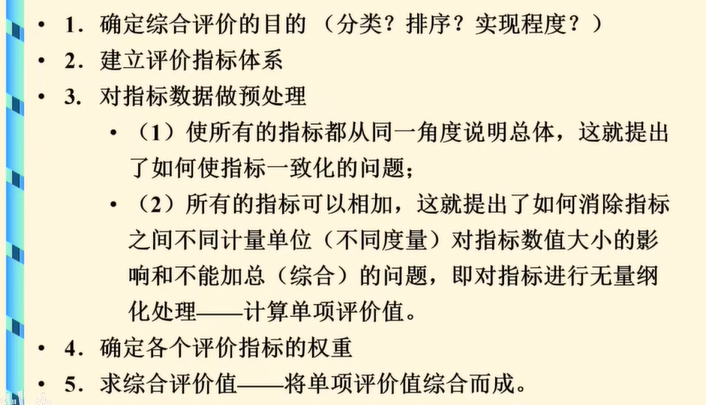 • 1．确定综合评价的目的 （分类？排序？实现程度？）
• 2．建立评价指标体系
• 3．对指标数据做预处理
• （1）使所有的指标都从同一角度说明总体，这就提出
了如何使指标一致化的问题；
• （2）所有的指标可以相加，这就提出了如何消除指标
之间不同计量单位（不同度量）对指标数值大小的影
响和不能加总（综合）的问题，即对指标进行无量纲
化处理——计算单项评价值。
• 4．确定各个评价指标的权重
• 5．求综合评价值——将单项评价值综合而成。